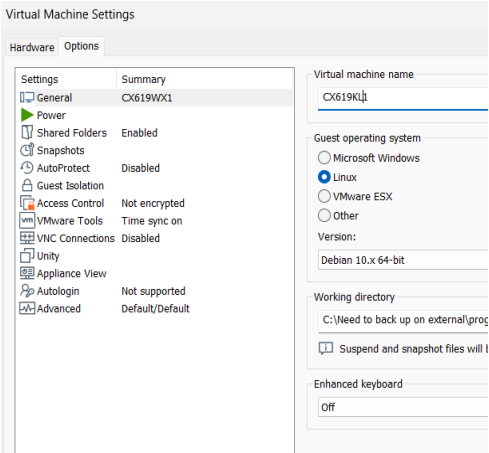 Virtual Machine Settings
Hardware Options
Settings Summary
General CX619WX1
Power
Shared Folders Enabled
Snapshots
AutoProtect Disabled
Guest Isolation
Access Control Not encrypted
vm VMware Tools Time sync on
VNC Connections Disabled
Unity
Appliance View
Autologin Not supported
Advanced Default/Default
Virtual machine name
CX619KL1
Guest operating system
Microsoft Windows
Linux
VMware ESX
Other
Version:
Debian 10.x 64-bit
Working directory
C:\Need to back up on external\prog
Suspend and snapshot files will
Enhanced keyboard
Off